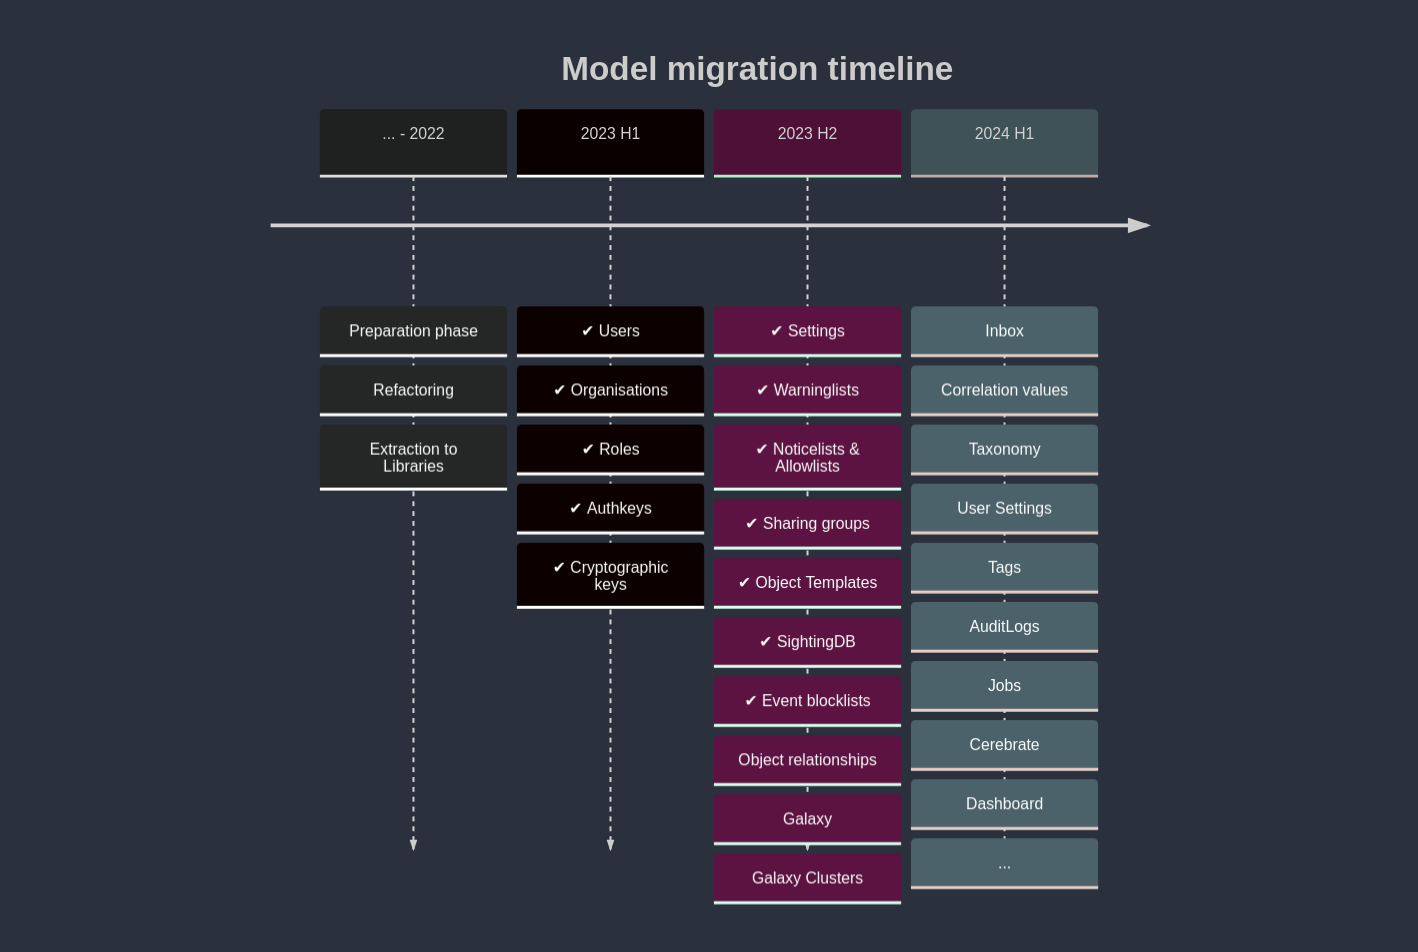 Model migration timeline
... - 2022
2023 H1
2023 H2
2024 H1
Preparation phase
Refactoring
Extraction to
Libraries
✔ Users
✔ Organisations
✔ Roles
✔ Authkeys
✔ Cryptographic
keys
✔ Settings
✔ Warninglists
✔ Noticelists &
Allowlists
✔ Sharing groups
✔ Object Templates
✔ SightingDB
✔ Event blocklists
Object relationships
Galaxy
Galaxy Clusters
Inbox
Correlation values
Taxonomy
User Settings
Tags
AuditLogs
Jobs
Cerebrate
Dashboard
...